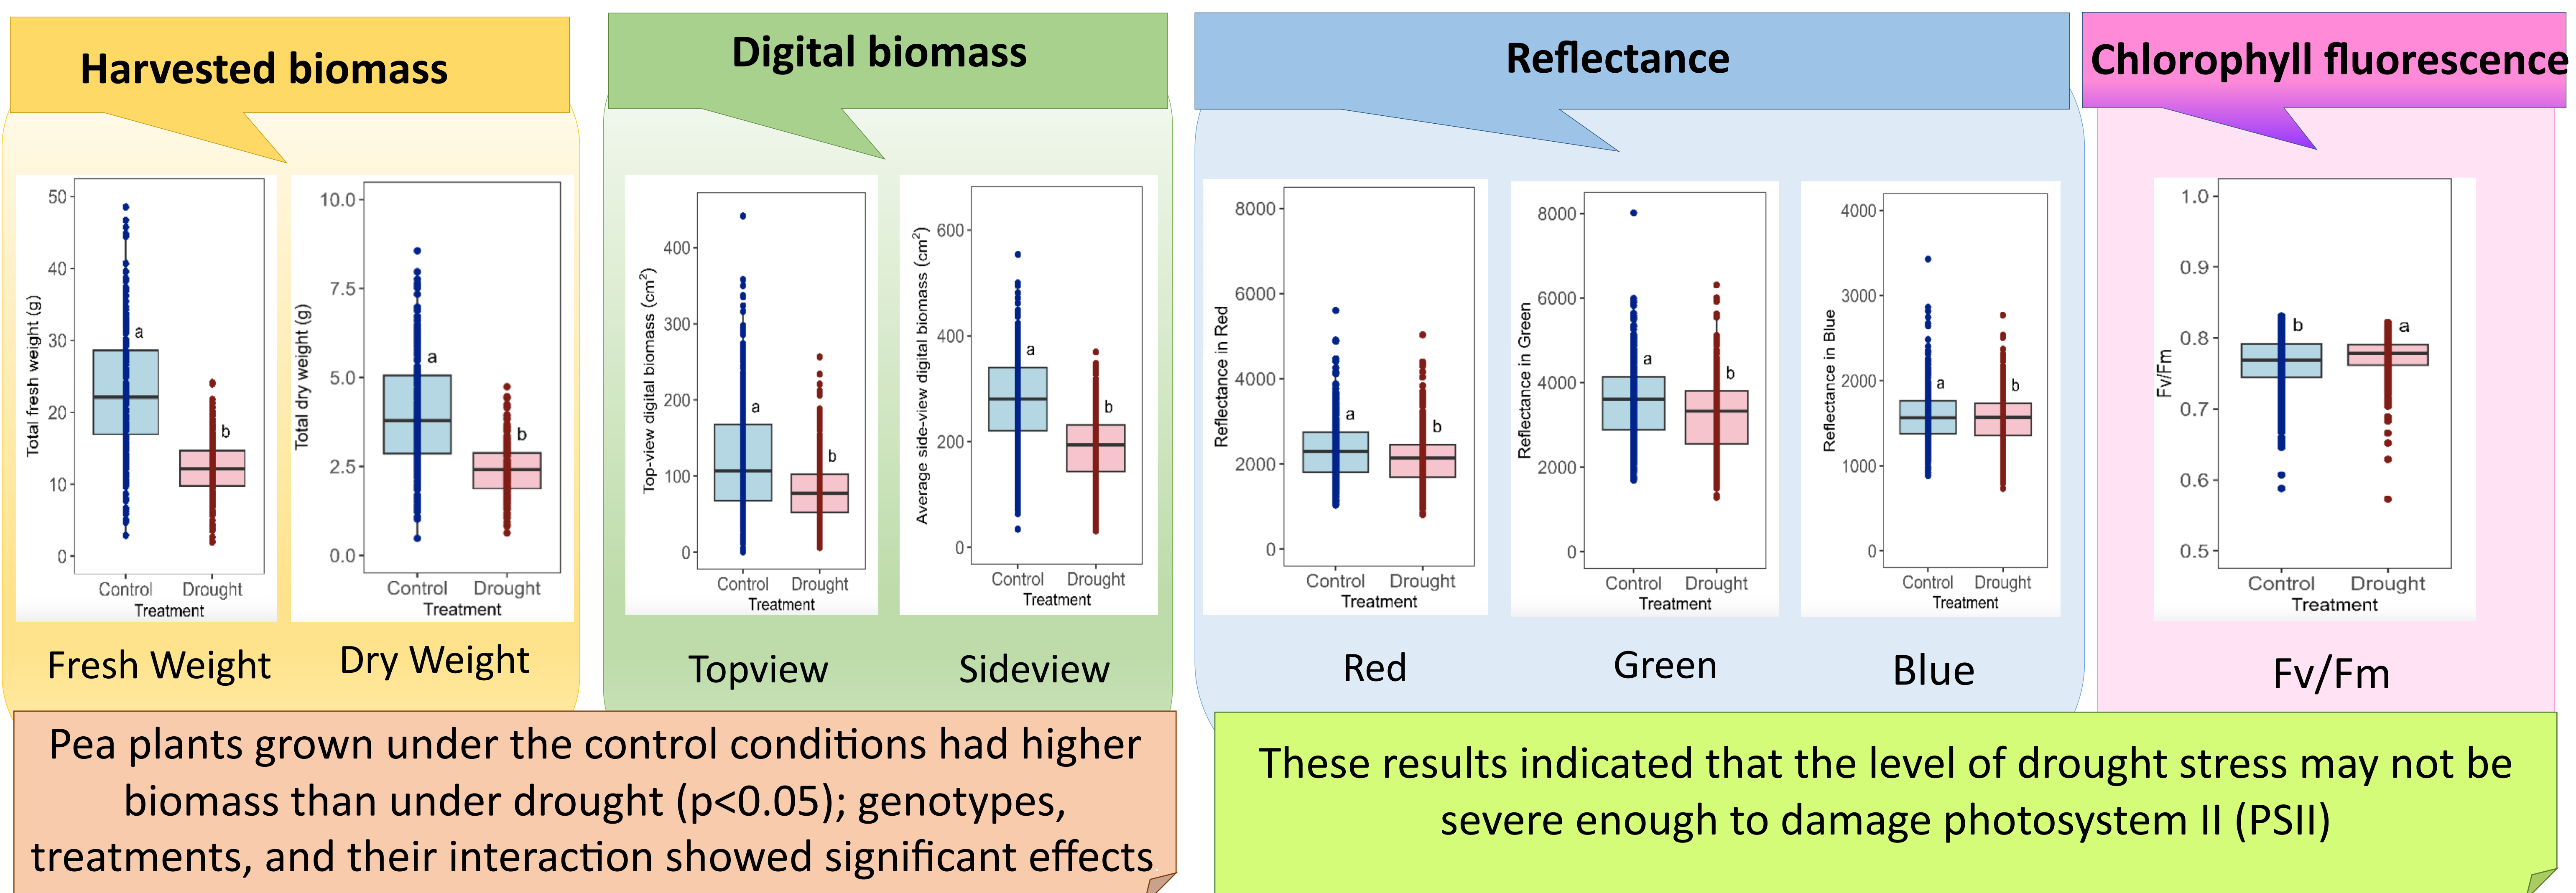 Harvested biomass
Digital biomass
Reflectance
Chlorophyll fluorescence
Total fresh weight (g)
50
40
30
20
10
0
a
b
Control
Drought
Treatment
Fresh Weight
Total dry weight (g)
10.0
7.5
5.0
2.5
0.0
a
b
Control
Drought
Treatment
Dry Weight
Top-view digital biomass (cm²)
400
300
200
100
0
a
b
Control
Drought
Treatment
Topview
Average side-view digital biomass (cm²)
600
400
200
0
a
b
Control
Drought
Treatment
Sideview
Reflectance in Red
8000
6000
4000
2000
0
a
b
Control
Drought
Treatment
Red
Reflectance in Green
8000
6000
4000
2000
0
a
b
Control
Drought
Treatment
Green
Reflectance in Blue
4000
3000
2000
1000
0
a
b
Control
Drought
Treatment
Blue
Fv/Fm
1.0
0.9
0.8
0.7
0.6
0.5
b
a
Control
Drought
Treatment
Fv/Fm
Pea plants grown under the control conditions had higher
biomass than under drought (p<0.05); genotypes,
treatments, and their interaction showed significant effects.
These results indicated that the level of drought stress may not be
severe enough to damage photosystem II (PSII)